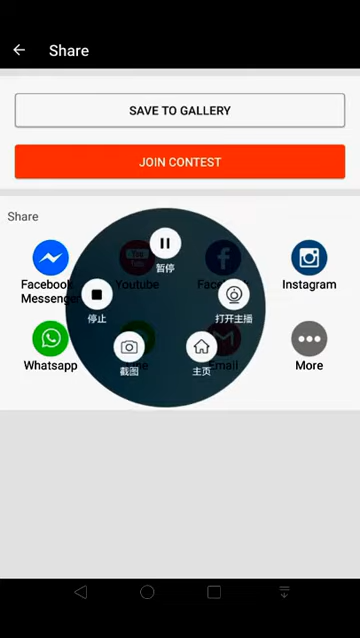 Share
SAVE TO GALLERY
JOIN CONTEST
Share
暂停
Facebook
Messenger
Youtube
Instagram
停止
打开主播
截图
主页
Whatsapp
Email
More